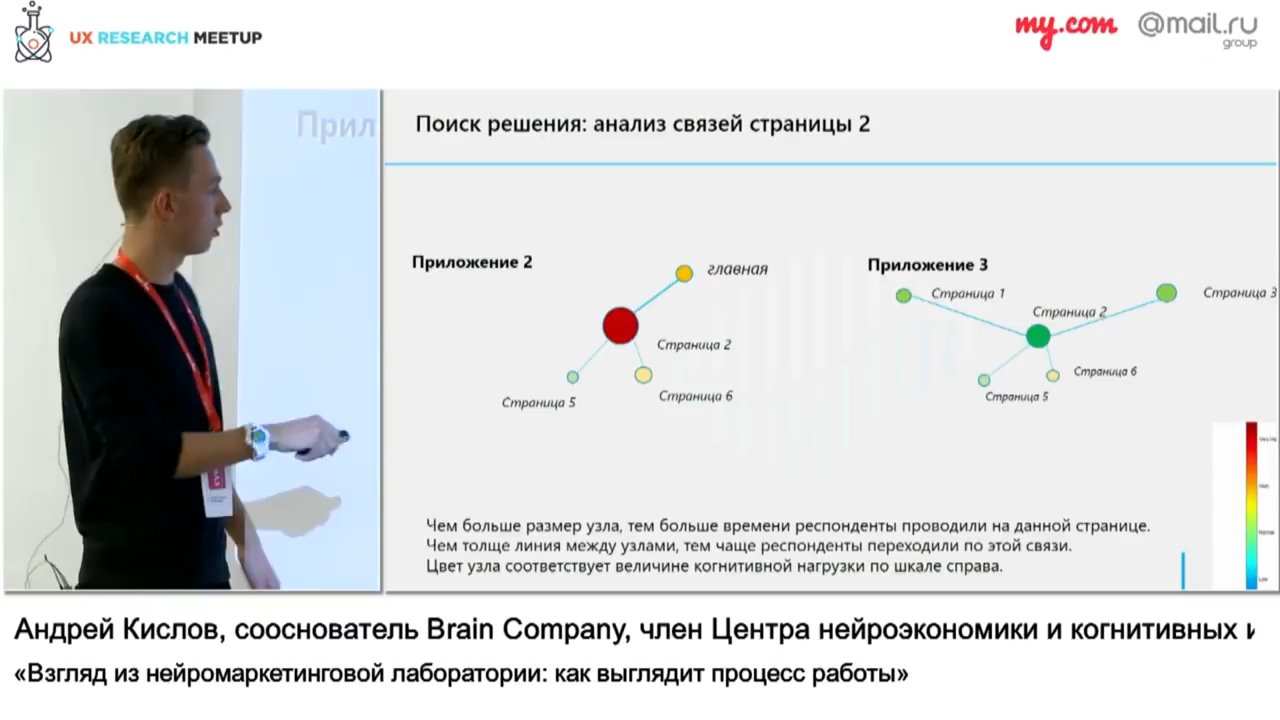 UX RESEARCH MEETUP
my.com @mail.ru
group
Прил
Поиск решения: анализ связей страницы 2
Приложение 2
главная
Страница 2
Страница 5
Страница 6
Приложение 3
Страница 1
Страница 3
Страница 2
Страница 6
Страница 5
Чем больше размер узла, тем больше времени респонденты проводили на данной странице.
Чем толще линия между узлами, тем чаще респонденты переходили по этой связи.
Цвет узла соответствует величине когнитивной нагрузки по шкале справа.
Андрей Кислов, сооснователь Brain Company, член Центра нейроэкономики и когнитивных и
«Взгляд из нейромаркетинговой лаборатории: как выглядит процесс работы»